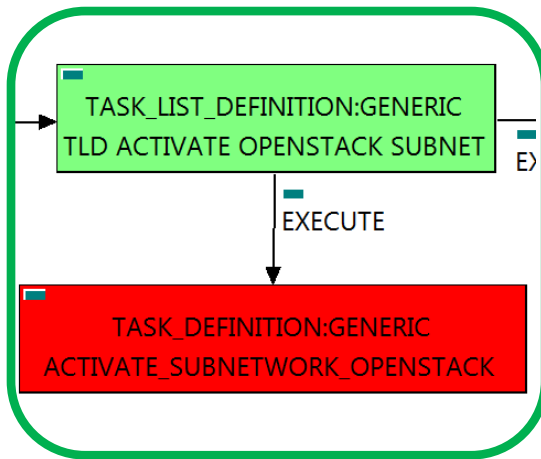 TASK_LIST_DEFINITION:GENERIC
TLD ACTIVATE OPENSTACK SUBNET
EXECUTE
TASK_DEFINITION:GENERIC
ACTIVATE_SUBNETWORK_OPENSTACK